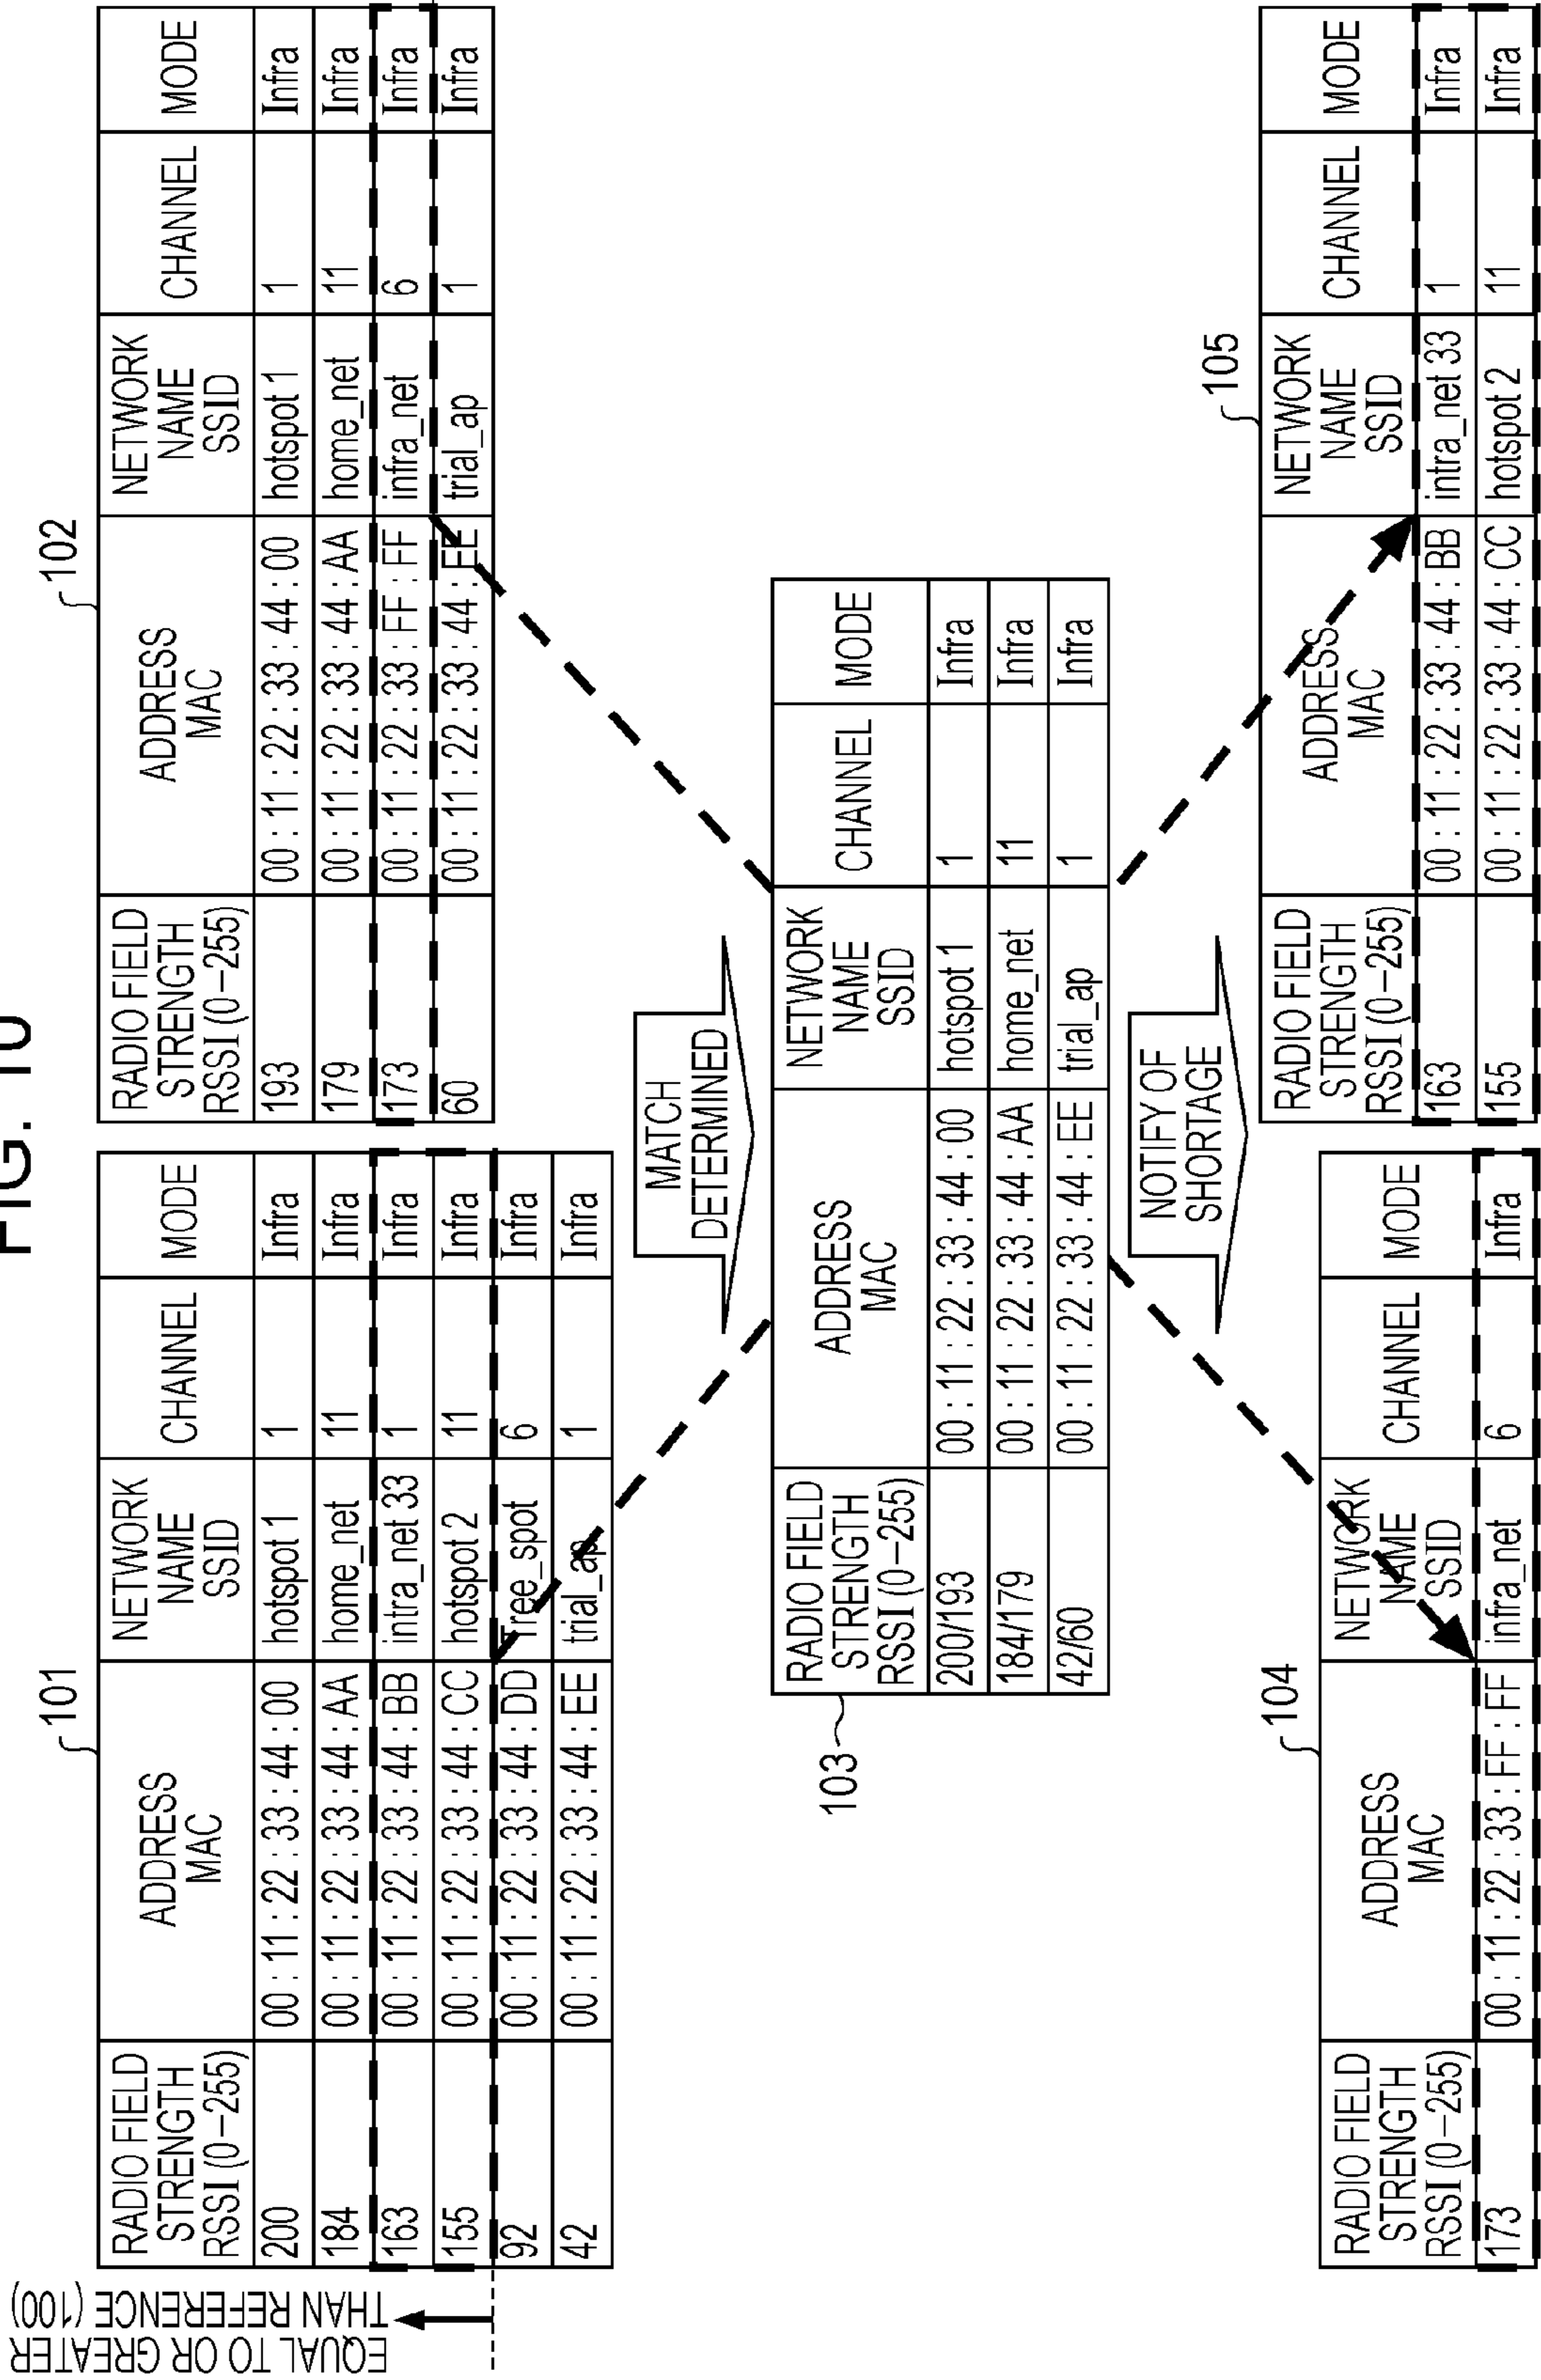 FIG. 10
101
RADIO FIELD STRENGTH RSSI (0–255) ADDRESS MAC NETWORK NAME SSID CHANNEL MODE
200 00 : 11 : 22 : 33 : 44 : 00 hotspot 1 1 Infra
184 00 : 11 : 22 : 33 : 44 : AA home_net 11 Infra
163 00 : 11 : 22 : 33 : 44 : BB intra_net 33 1 Infra
155 00 : 11 : 22 : 33 : 44 : CC hotspot 2 11 Infra
92 00 : 11 : 22 : 33 : 44 : DD Tree_spot 6 Infra
42 00 : 11 : 22 : 33 : 44 : EE trial_ap 1 Infra
EQUAL TO OR GREATER
THAN REFERENCE (100)
102
RADIO FIELD STRENGTH RSSI (0–255) ADDRESS MAC NETWORK NAME SSID CHANNEL MODE
193 00 : 11 : 22 : 33 : 44 : 00 hotspot 1 1 Infra
179 00 : 11 : 22 : 33 : 44 : AA home_net 11 Infra
173 00 : 11 : 22 : 33 : FF : FF infra_net 6 Infra
60 00 : 11 : 22 : 33 : 44 : EE trial_ap 1 Infra
MATCH
DETERMINED
103
RADIO FIELD STRENGTH RSSI (0–255) ADDRESS MAC NETWORK NAME SSID CHANNEL MODE
200/193 00 : 11 : 22 : 33 : 44 : 00 hotspot 1 1 Infra
184/179 00 : 11 : 22 : 33 : 44 : AA home_net 11 Infra
42/60 00 : 11 : 22 : 33 : 44 : EE trial_ap 1 Infra
NOTIFY OF
SHORTAGE
104
RADIO FIELD STRENGTH RSSI (0–255) ADDRESS MAC NETWORK NAME SSID CHANNEL MODE
173 00 : 11 : 22 : 33 : FF : FF infra_net 6 Infra
105
RADIO FIELD STRENGTH RSSI (0–255) ADDRESS MAC NETWORK NAME SSID CHANNEL MODE
163 00 : 11 : 22 : 33 : 44 : BB intra_net 33 1 Infra
155 00 : 11 : 22 : 33 : 44 : CC hotspot 2 11 Infra